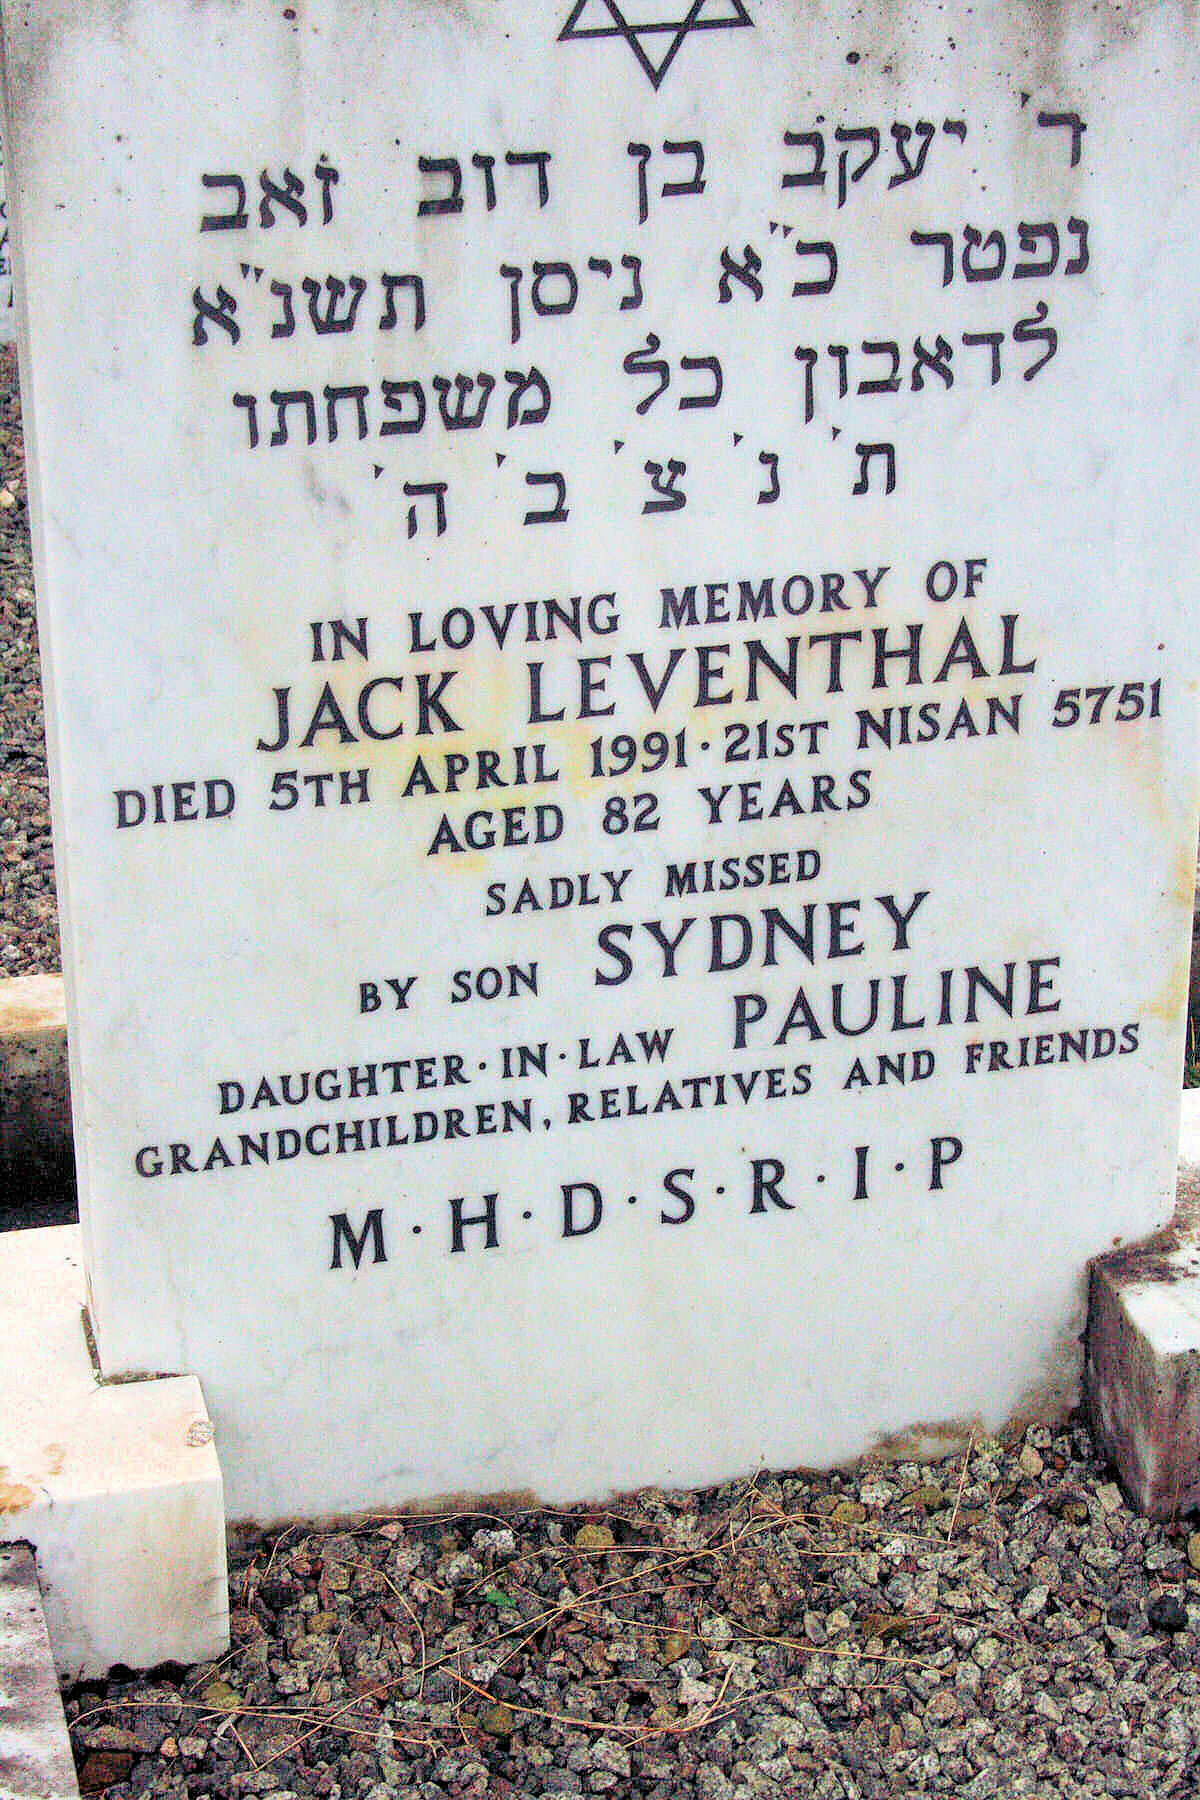 ר' יעקב בן דוב זאב
נפטר כ"א ניסן תשנ"א
לדאבון כל משפחתו
ת' נ' צ' ב' ה'
IN LOVING MEMORY OF
JACK LEVENTHAL
DIED 5TH APRIL 1991·21ST NISAN 5751
AGED 82 YEARS
SADLY MISSED
BY SON SYDNEY
DAUGHTER·IN·LAW PAULINE
GRANDCHILDREN, RELATIVES AND FRIENDS
M·H·D·S·R·I·P